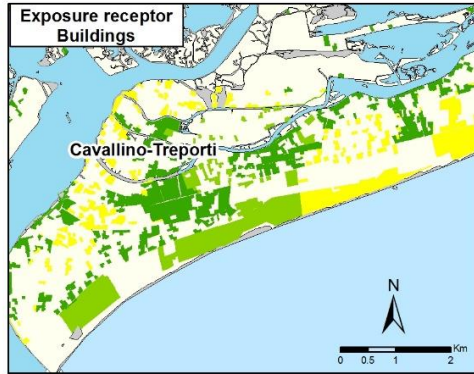 Exposure receptor
Buildings
Cavallino-Treporti
N
Km
0 0.5 1 2